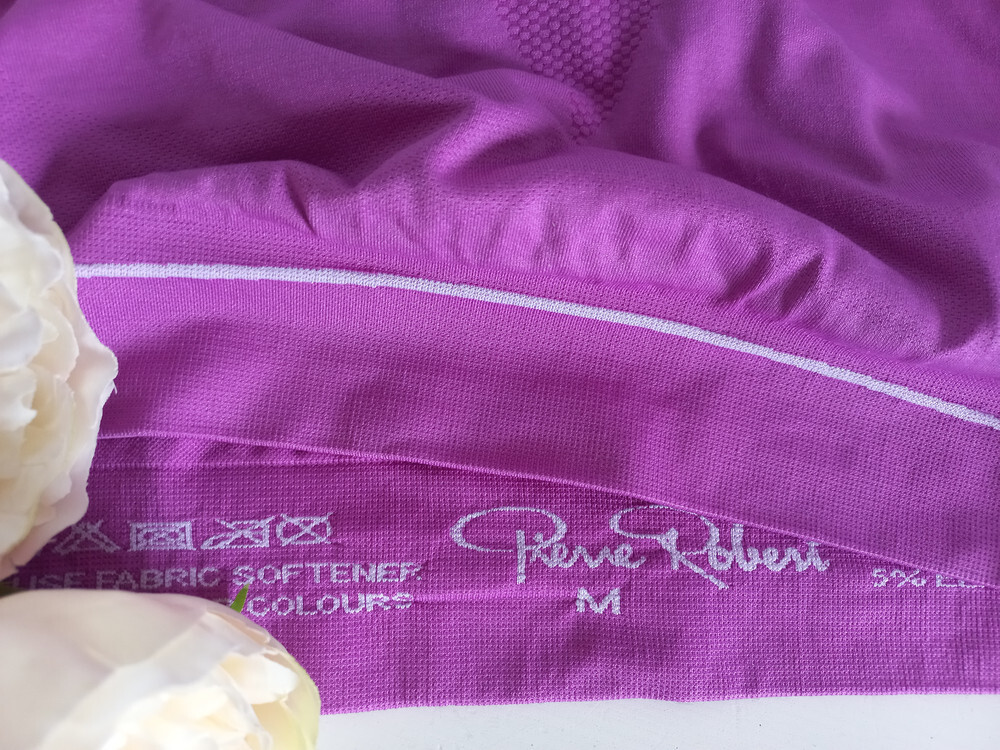 USE FABRIC SOFTENER
COLOURS
Pierre Robert
M
5%